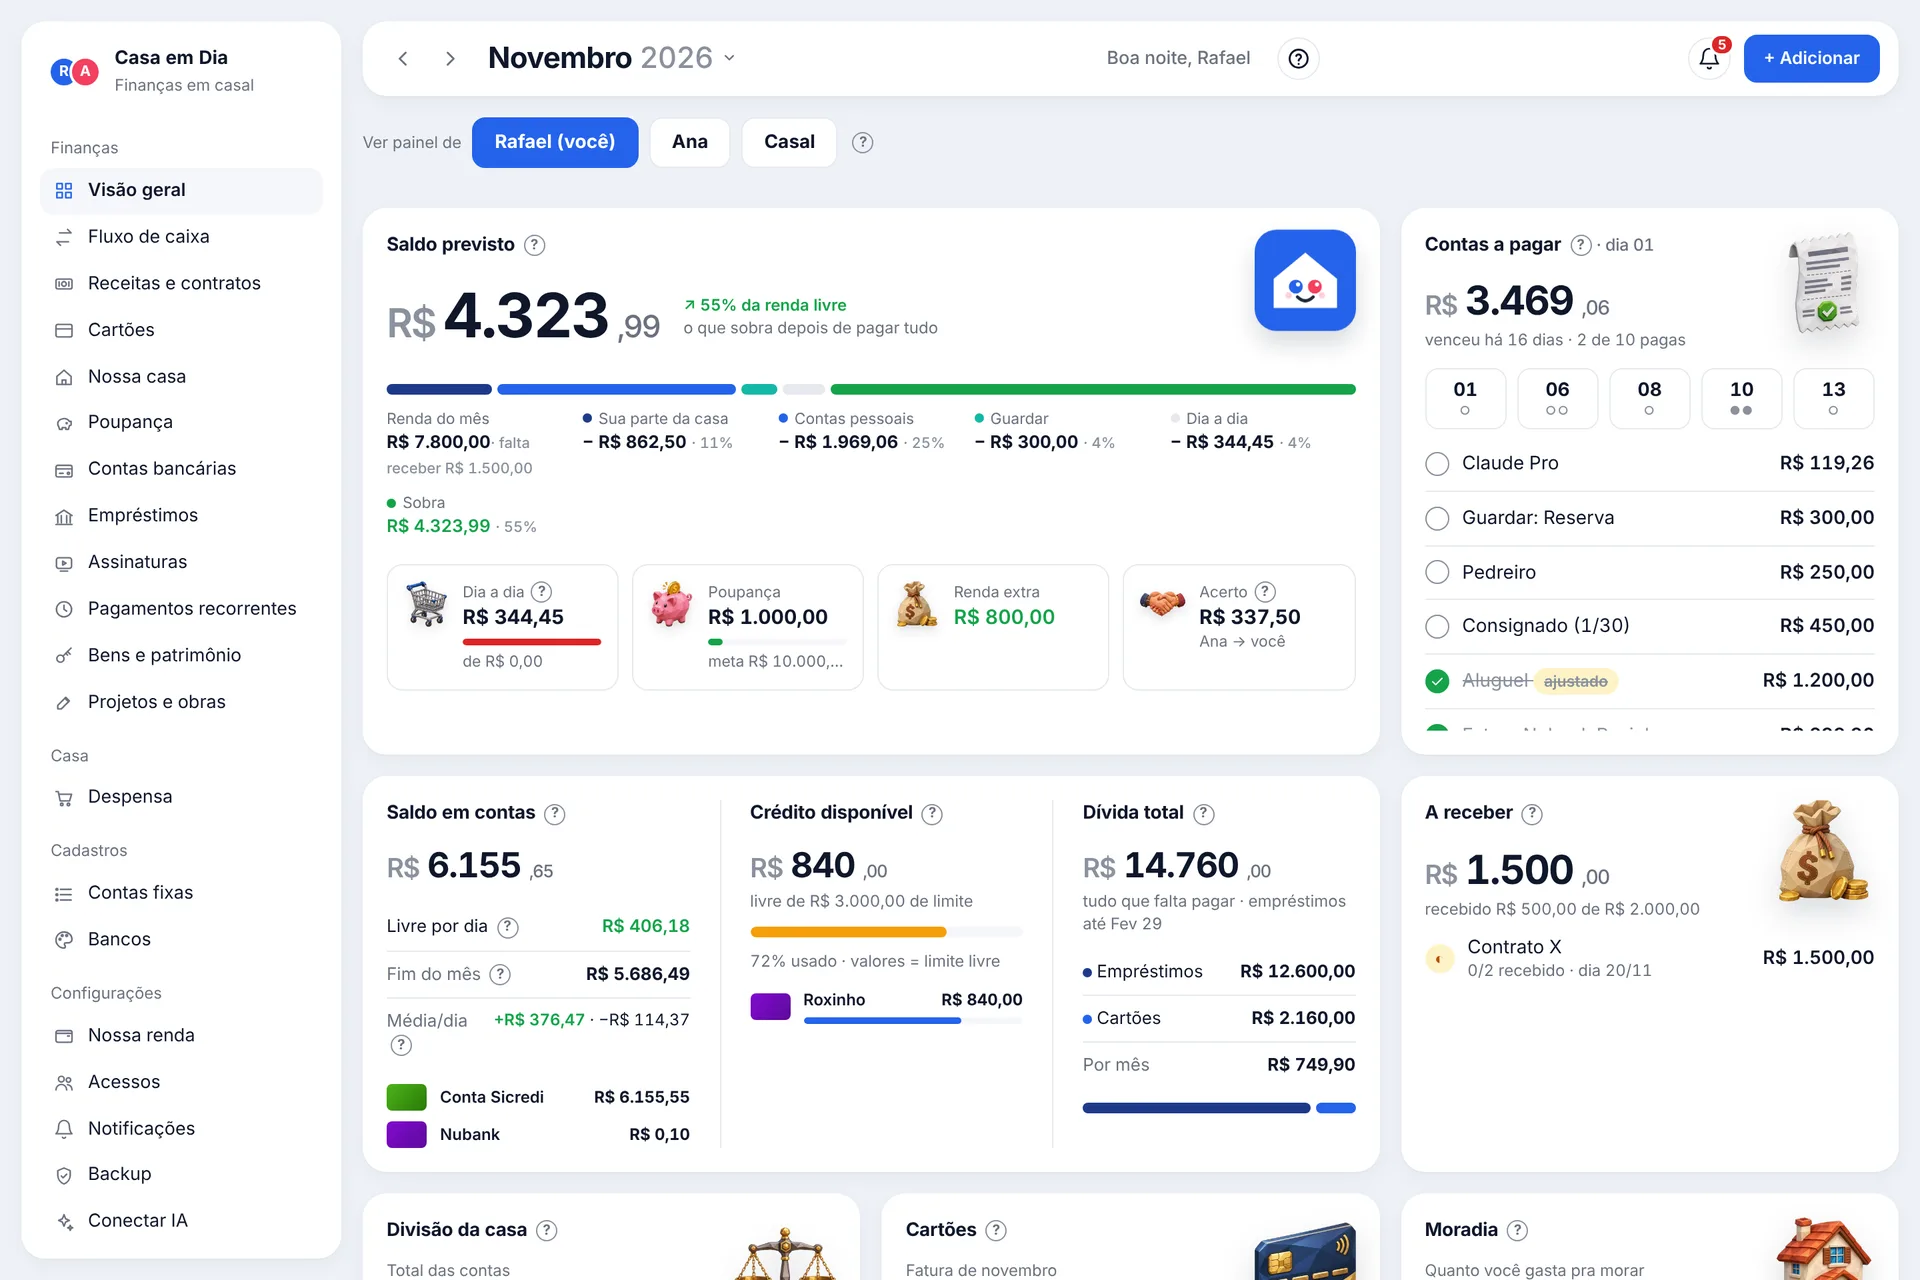 R A
Casa em Dia
Finanças em casal
Finanças
Visão geral
Fluxo de caixa
Receitas e contratos
Cartões
Nossa casa
Poupança
Contas bancárias
Empréstimos
Assinaturas
Pagamentos recorrentes
Bens e patrimônio
Projetos e obras
Casa
Despensa
Cadastros
Contas fixas
Bancos
Configurações
Nossa renda
Acessos
Notificações
Backup
Conectar IA
Novembro 2026
Boa noite, Rafael ?
5
+ Adicionar
Ver painel de Rafael (você) Ana Casal ?
Saldo previsto ?
R$ 4.323 ,99
↗ 55% da renda livre
o que sobra depois de pagar tudo
Renda do mês
R$ 7.800,00 · falta
receber R$ 1.500,00
Sua parte da casa
− R$ 862,50 · 11%
Contas pessoais
− R$ 1.969,06 · 25%
Guardar
− R$ 300,00 · 4%
Dia a dia
− R$ 344,45 · 4%
Sobra
R$ 4.323,99 · 55%
Dia a dia ?
R$ 344,45
de R$ 0,00
Poupança
R$ 1.000,00
meta R$ 10.000,...
$
Renda extra
R$ 800,00
Acerto ?
R$ 337,50
Ana → você
Contas a pagar ? · dia 01
R$ 3.469 ,06
venceu há 16 dias · 2 de 10 pagas
01 06 08 10 13
Claude Pro R$ 119,26
Guardar: Reserva R$ 300,00
Pedreiro R$ 250,00
Consignado (1/30) R$ 450,00
Aluguel ajustado R$ 1.200,00
Saldo em contas ?
R$ 6.155 ,65
Livre por dia ? R$ 406,18
Fim do mês ? R$ 5.686,49
Média/dia ? +R$ 376,47 · −R$ 114,37
Conta Sicredi R$ 6.155,55
Nubank R$ 0,10
Crédito disponível ?
R$ 840 ,00
livre de R$ 3.000,00 de limite
72% usado · valores = limite livre
Roxinho R$ 840,00
Dívida total ?
R$ 14.760 ,00
tudo que falta pagar · empréstimos
até Fev 29
Empréstimos R$ 12.600,00
Cartões R$ 2.160,00
Por mês R$ 749,90
A receber ?
R$ 1.500 ,00
recebido R$ 500,00 de R$ 2.000,00
$
Contrato X R$ 1.500,00
0/2 recebido · dia 20/11
Divisão da casa ?
Total das contas
Cartões ?
Fatura de novembro
Moradia ?
Quanto você gasta pra morar